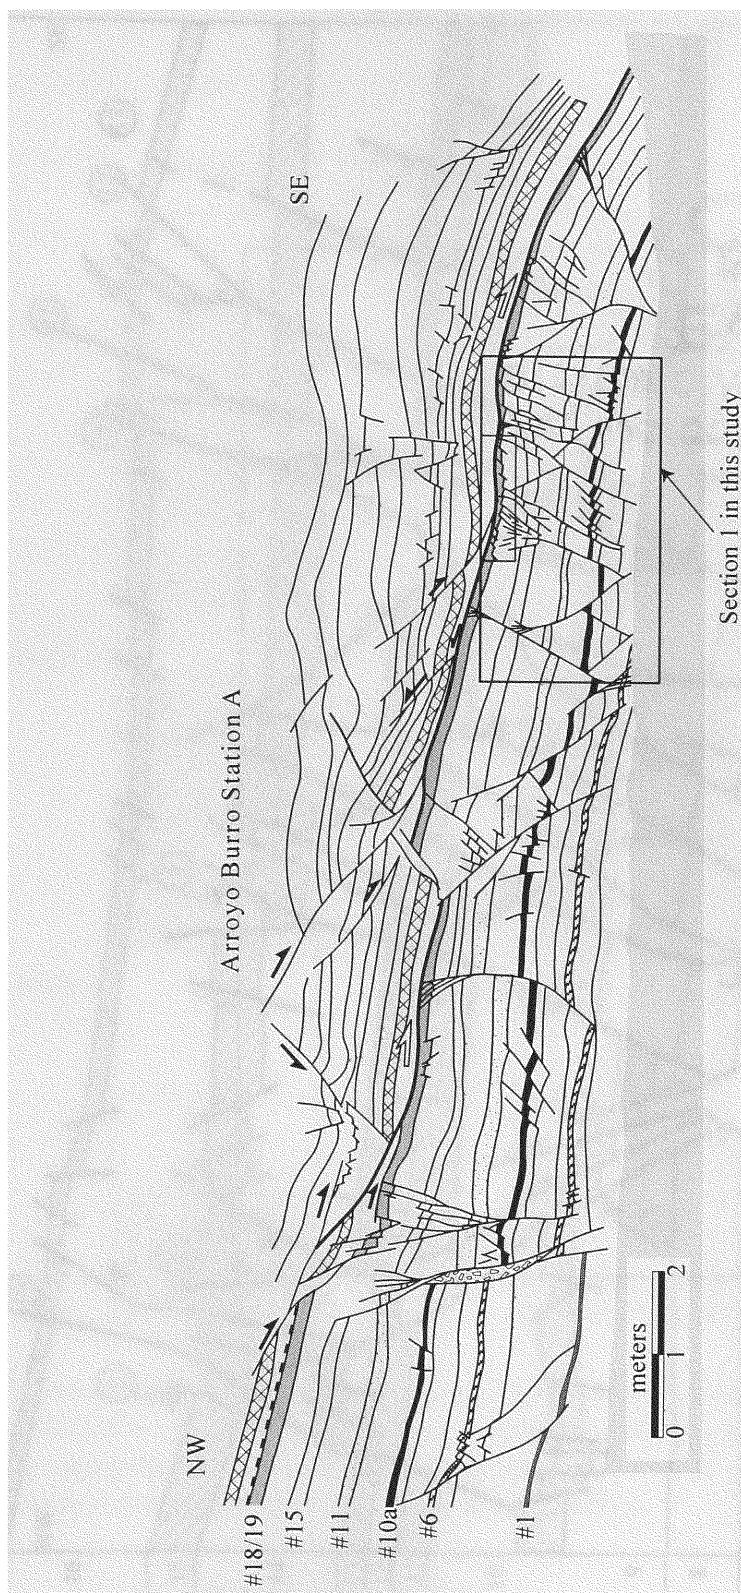 Arroyo Burro Station A
NW
SE
#18/19
#15
#11
#10a
#6
#1
meters
0 1 2
Section 1 in this study